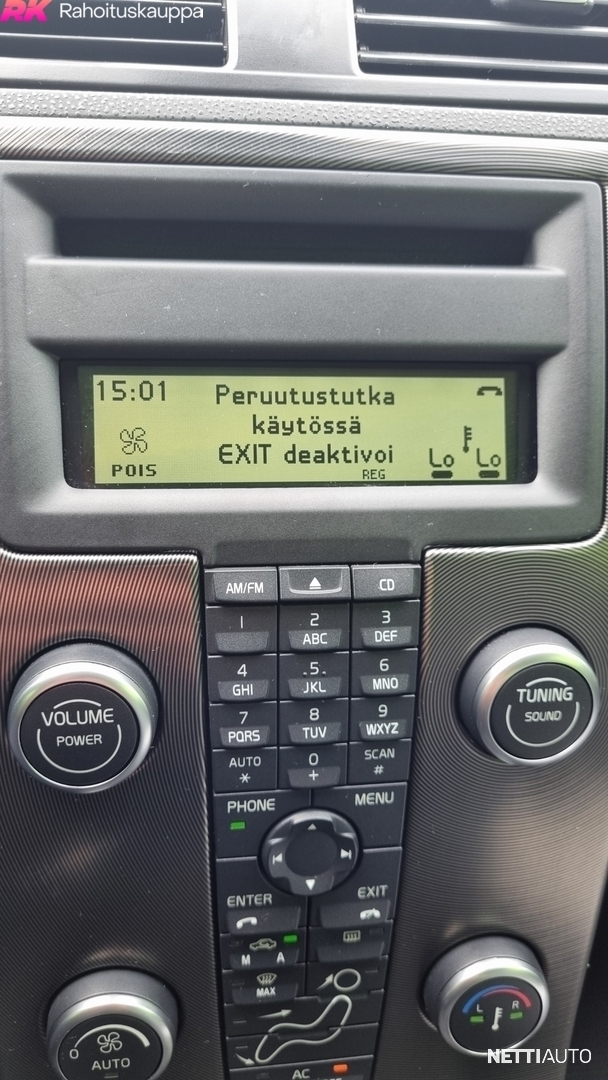 RK Rahoituskauppa
15:01
Peruutustutka
käytössä
EXIT deaktivoi
POIS
REG
Lo Lo
AM/FM
CD
1
2
ABC
3
DEF
4
GHI
5
JKL
6
MNO
7
PQRS
8
TUV
9
WXYZ
AUTO
*
0
+
SCAN
#
VOLUME
POWER
TUNING
SOUND
PHONE
MENU
ENTER
EXIT
M A
MAX
0
AUTO
L R
AC
NETTIAUTO